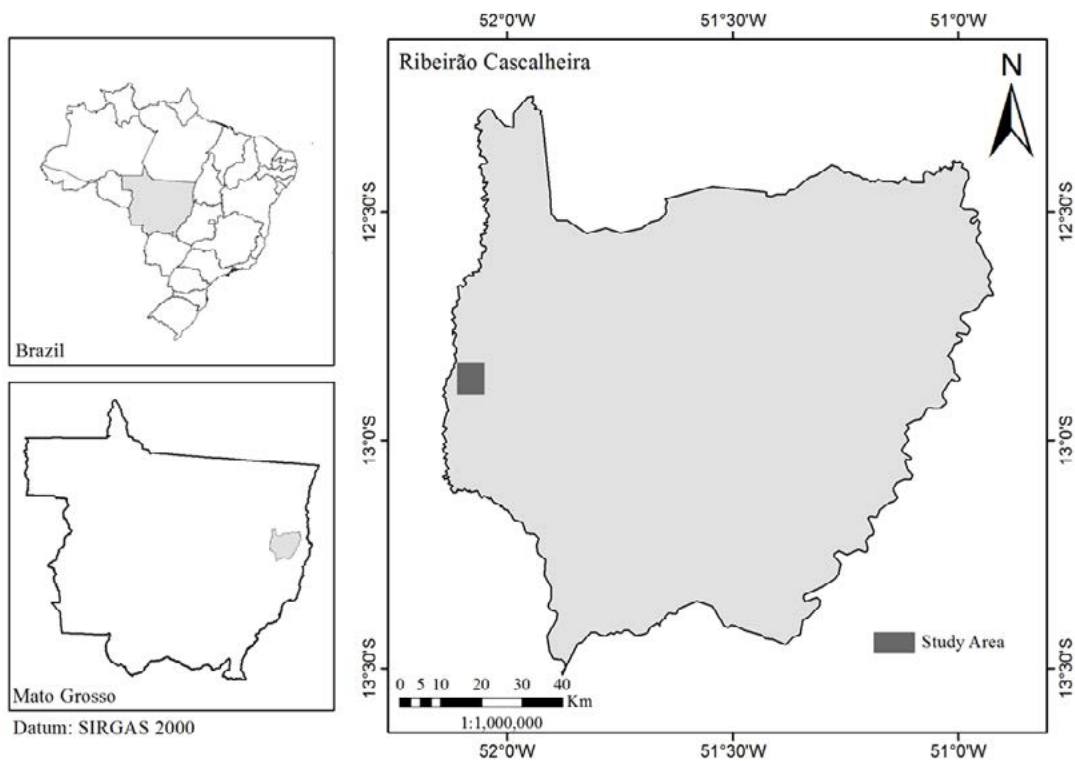 Brazil
Mato Grosso
Datum: SIRGAS 2000
52°0'W 51°30'W 51°0'W
Ribeirão Cascalheira
N
12°30'S 12°30'S
13°0'S 13°0'S
13°30'S 13°30'S
Study Area
0 5 10 20 30 40
Km
1:1,000,000
52°0'W 51°30'W 51°0'W